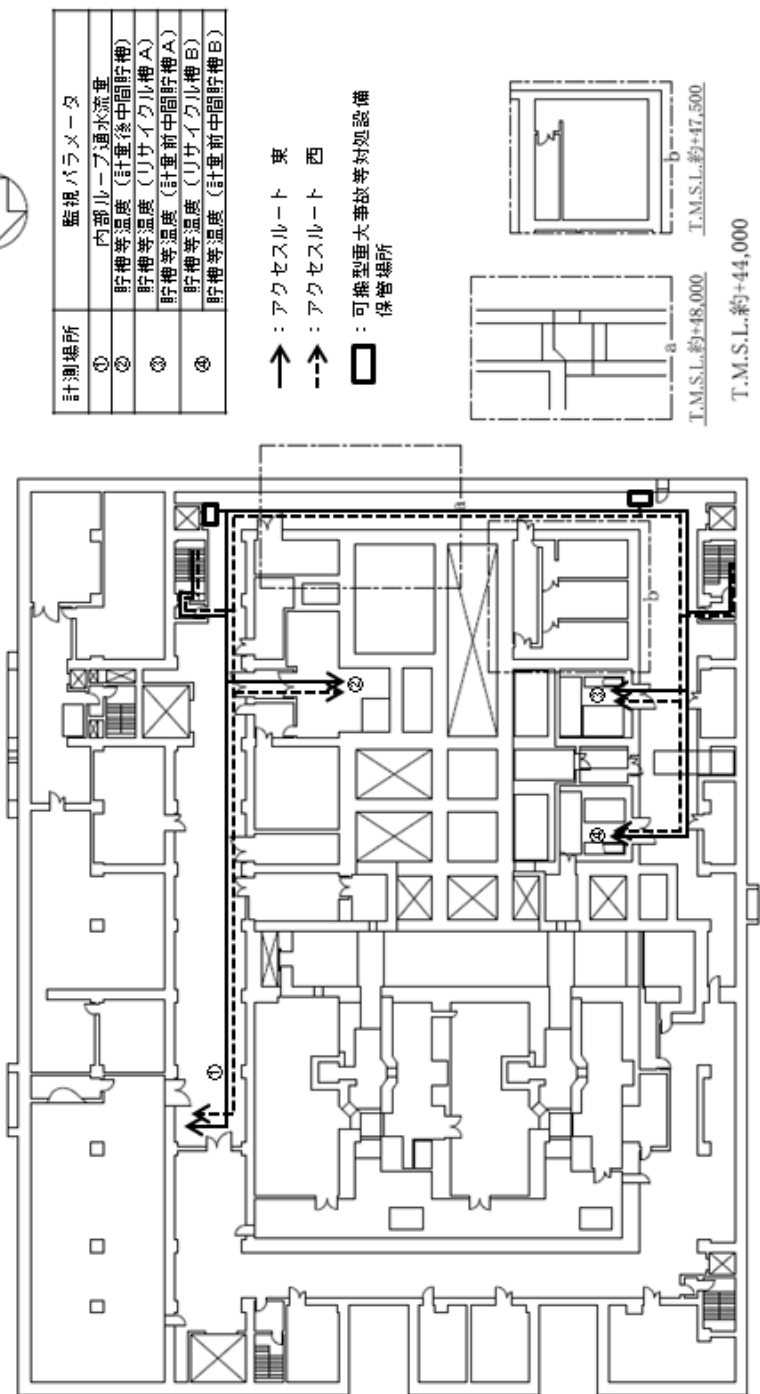 計測場所 監視パラメータ
① 内部ループ通水流量
② 貯槽等温度(計量後中間貯槽)
③ 貯槽等温度(リサイクル槽A)
貯槽等温度(計量前中間貯槽A)
④ 貯槽等温度(リサイクル槽B)
貯槽等温度(計量前中間貯槽B)
:アクセスルート 東
:アクセスルート 西
:可搬型重大事故等対処設備
保管場所
a
T.M.S.L.約+48,000
b
T.M.S.L.約+47,500
T.M.S.L.約+44,000
①
②
③
④
a
b